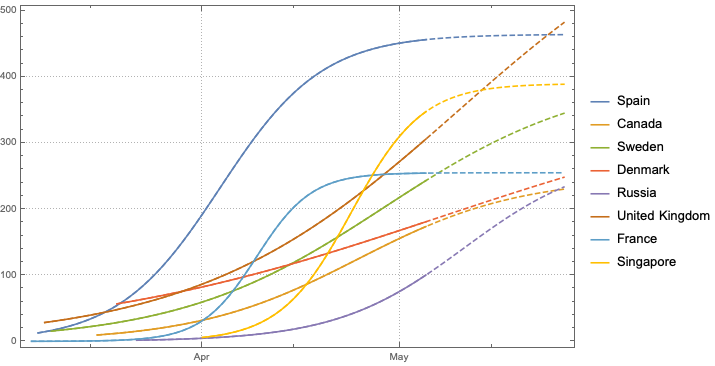 500
400
300
200
100
0
Apr
May
Spain
Canada
Sweden
Denmark
Russia
United Kingdom
France
Singapore